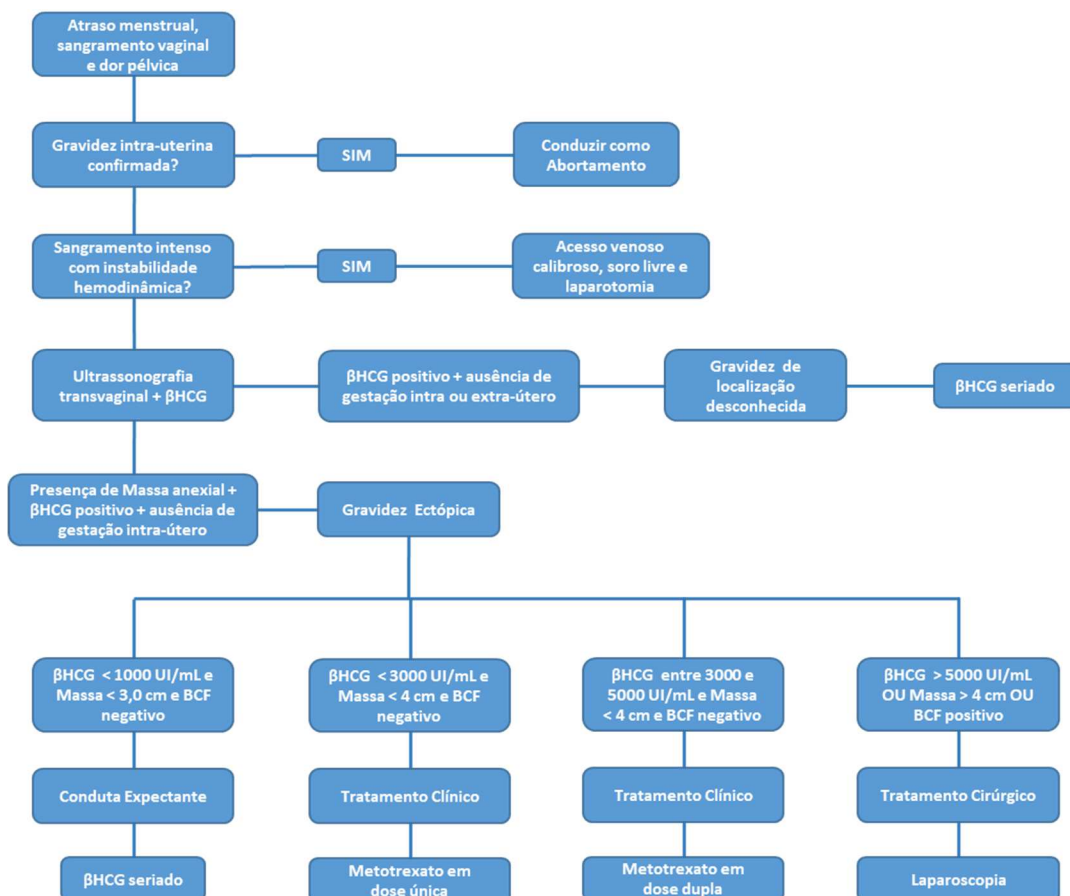 Atraso menstrual,
sangramento vaginal
e dor pélvica
Gravidez intra-uterina
confirmada?
SIM
Conduzir como
Abortamento
Sangramento intenso
com instabilidade
hemodinâmica?
SIM
Acesso venoso
calibroso, soro livre e
laparotomia
Ultrassonografia
transvaginal + βHCG
βHCG positivo + ausência de
gestação intra ou extra-útero
Gravidez de
localização
desconhecida
βHCG seriado
Presença de Massa anexial +
βHCG positivo + ausência de
gestação intra-útero
Gravidez Ectópica
βHCG < 1000 UI/mL e
Massa < 3,0 cm e BCF
negativo
βHCG < 3000 UI/mL e
Massa < 4 cm e BCF
negativo
βHCG entre 3000 e
5000 UI/mL e Massa
< 4 cm e BCF negativo
βHCG > 5000 UI/mL
OU Massa > 4 cm OU
BCF positivo
Conduta Expectante
Tratamento Clínico
Tratamento Clínico
Tratamento Cirúrgico
βHCG seriado
Metotrexato em
dose única
Metotrexato em
dose dupla
Laparoscopia